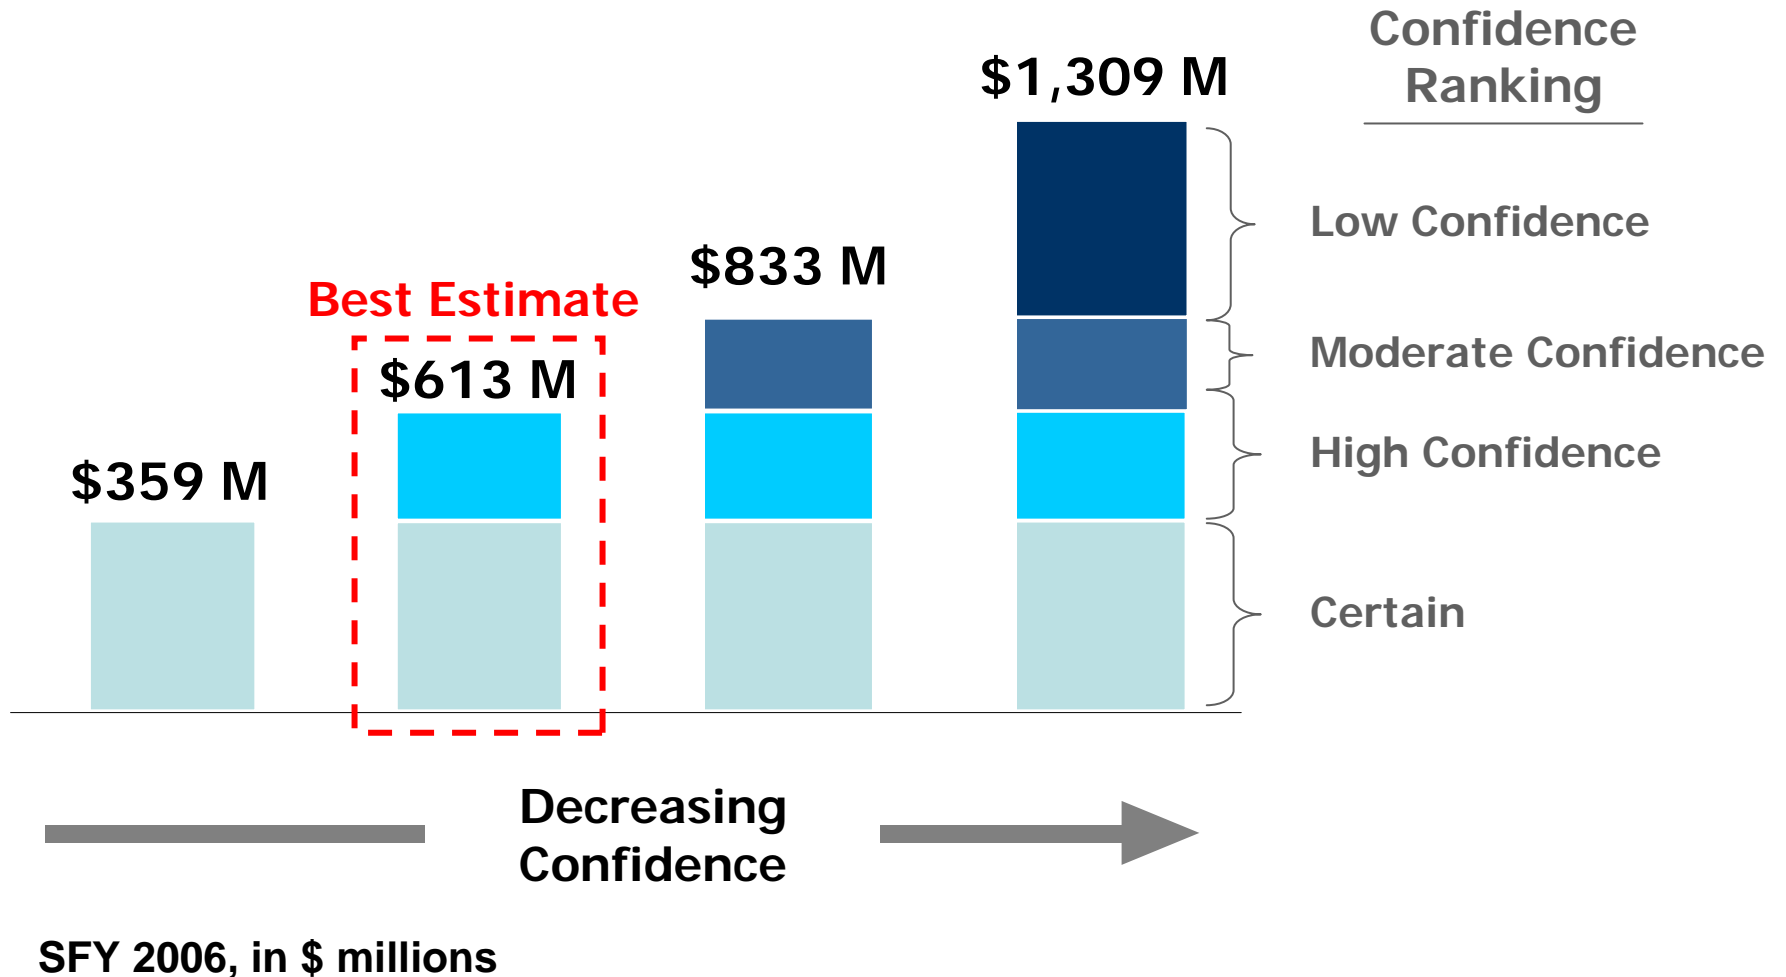 Confidence
Ranking
$1,309 M
Low Confidence
$833 M
Best Estimate
Moderate Confidence
$613 M
High Confidence
$359 M
Certain
Decreasing
Confidence
SFY 2006, in $ millions